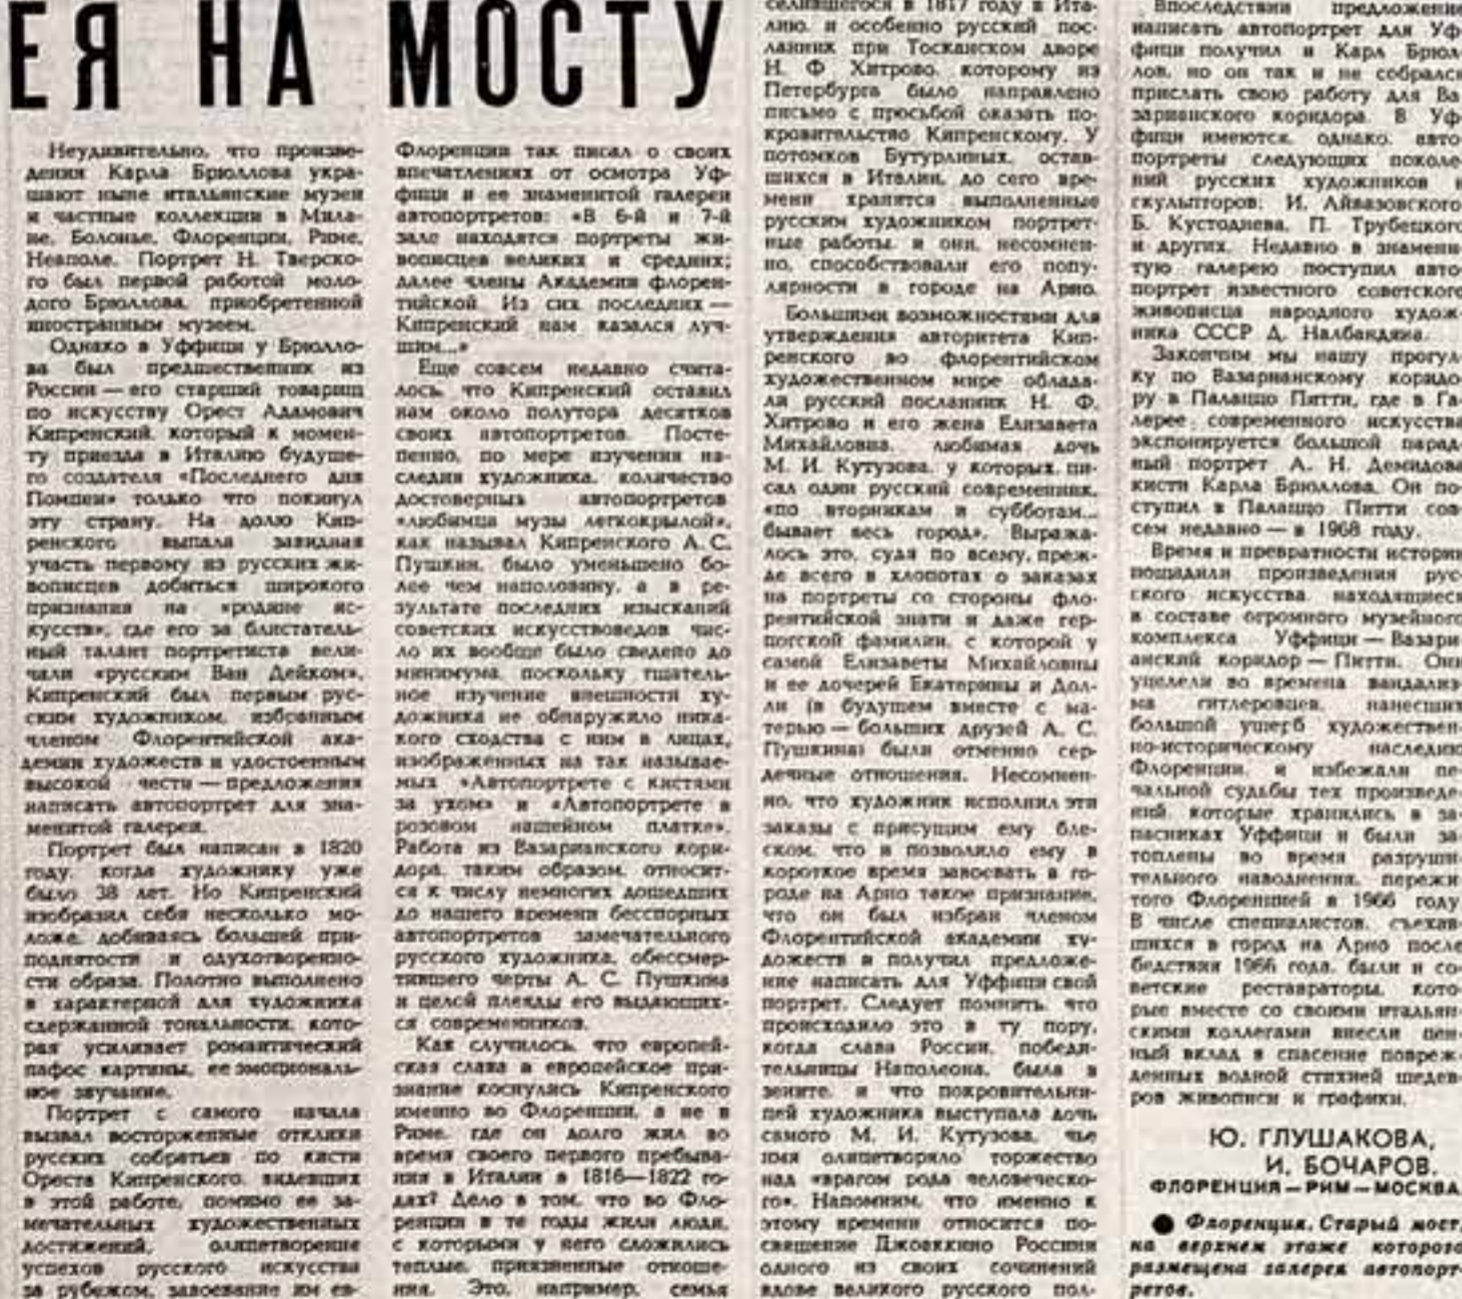 ЕЯ НА МОСТУ
Неудивительно, что произве-
дения Карла Брюллова укра-
шают ныне итальянские музеи
и частные коллекции в Мила-
не, Болонье, Флоренции, Риме,
Неаполе. Портрет Н. Тверско-
го был первой работой моло-
дого Брюллова, приобретенной
иностранным музеем.
Однако в Уффици у Брюлло-
ва был предшественник из
России — его старший товарищ
по искусству Орест Адамович
Кипренский, который к момен-
ту приезда в Италию будуще-
го создателя «Последнего дня
Помпеи» только что покинул
эту страну. На долю Кип-
ренского выпала завидная
участь первому из русских жи-
вописцев добиться широкого
признания на «родине ис-
кусств», где его за блистатель-
ный талант портретиста вели-
чали «русским Ван Дейком».
Кипренский был первым рус-
ским художником, избранным
членом Флорентийской ака-
демии художеств и удостоенным
высокой чести — предложения
написать автопортрет для зна-
менитой галереи.
Портрет был написан в 1820
году, когда художнику уже
было 38 лет. Но Кипренский
изобразил себя несколько мо-
ложе, добиваясь большей при-
поднятости и одухотворенно-
сти образа. Полотно выполнено
в характерной для художника
сдержанной тональности, кото-
рая усиливает романтический
пафос картины, ее эмоциональ-
ное звучание.
Портрет с самого начала
вызвал восторженные отклики
русских собратьев по кисти
Ореста Кипренского, видевших
в этой работе, помимо ее за-
мечательных художественных
достижений, олицетворение
успехов русского искусства
за рубежом, завоевание им ев-
Флоренции так писал о своих
впечатлениях от осмотра Уф-
фици и ее знаменитой галереи
автопортретов: «В 6-й и 7-й
зале находятся портреты жи-
вописцев великих и средних;
далее члены Академии флорен-
тийской. Из сих последних —
Кипренский нам казался луч-
шим...»
Еще совсем недавно счита-
лось, что Кипренский оставил
нам около полутора десятков
своих автопортретов. Посте-
пенно, по мере изучения на-
следия художника, количество
достоверных автопортретов
«любимца музы легкокрылой»,
как называл Кипренского А. С.
Пушкин, было уменьшено бо-
лее чем наполовину, а в ре-
зультате последних изысканий
советских искусствоведов чис-
ло их вообще было сведено до
минимума, поскольку тщатель-
ное изучение внешности ху-
дожника не обнаружило ника-
кого сходства с ним в лицах,
изображенных на так называе-
мых «Автопортрете с кистями
за ухом» и «Автопортрете в
розовом нашейном платке».
Работа из Вазарианского кори-
дора, таким образом, относит-
ся к числу немногих дошедших
до нашего времени бесспорных
автопортретов замечательного
русского художника, обессмер-
тившего черты А. С. Пушкина
и целой плеяды его выдающих-
ся современников.
Как случилось, что европей-
ская слава и европейское при-
знание коснулись Кипренского
именно во Флоренции, а не в
Риме, где он долго жил во
время своего первого пребыва-
ния в Италии в 1816—1822 го-
дах? Дело в том, что во Фло-
ренции в те годы жили люди,
с которыми у него сложились
теплые, приязненные отноше-
ния. Это, например, семья
селившегося в 1817 году в Ита-
лию, и особенно русский пос-
ланник при Тосканском дворе
Н. Ф. Хитрово, которому из
Петербурга было направлено
письмо с просьбой оказать по-
кровительство Кипренскому. У
потомков Бутурлиных, остав-
шихся в Италии, до сего вре-
мени хранятся выполненные
русским художником портрет-
ные работы, и они, несомнен-
но, способствовали его попу-
лярности в городе на Арно.
Большими возможностями для
утверждения авторитета Кип-
ренского во флорентийском
художественном мире облада-
ли русский посланник Н. Ф.
Хитрово и его жена Елизавета
Михайловна, любимая дочь
М. И. Кутузова, у которых, пи-
сал один русский современник,
«по вторникам и субботам...
бывает весь город». Выража-
лось это, судя по всему, преж-
де всего в хлопотах о заказах
на портреты со стороны фло-
рентийской знати и даже гер-
цогской фамилии, с которой у
самой Елизаветы Михайловны
и ее дочерей Екатерины и Дол-
ли (в будущем вместе с ма-
терью — больших друзей А. С.
Пушкина) были отменно сер-
дечные отношения. Несомнен-
но, что художник исполнил эти
заказы с присущим ему бле-
ском, что и позволило ему в
короткое время завоевать в го-
роде на Арно такое признание,
что он был избран членом
Флорентийской академии ху-
дожеств и получил предложе-
ние написать для Уффици свой
портрет. Следует помнить, что
происходило это в ту пору,
когда слава России, победи-
тельницы Наполеона, была в
зените, и что покровительни-
цей художника выступала дочь
самого М. И. Кутузова, чье
имя олицетворяло торжество
над «врагом рода человеческо-
го». Напомним, что именно к
этому времени относится по-
священие Джоаккино Россини
одного из своих сочинений
вдове великого русского пол-
Впоследствии предложение
написать автопортрет для Уф-
фици получил и Карл Брюл-
лов, но он так и не собрался
прислать свою работу для Ва-
зарианского коридора. В Уф-
фици имеются, однако, авто-
портреты следующих поколе-
ний русских художников и
скульпторов: И. Айвазовского,
Б. Кустодиева, П. Трубецкого
и других. Недавно в знамени-
тую галерею поступил авто-
портрет известного советского
живописца народного худож-
ника СССР Д. Налбандяна.
Закончим мы нашу прогул-
ку по Вазарианскому коридо-
ру в Палаццо Питти, где в Га-
лерее современного искусства
экспонируется большой парад-
ный портрет А. Н. Демидова
кисти Карла Брюллова. Он по-
ступил в Палаццо Питти сов-
сем недавно — в 1968 году.
Время и превратности истории
пощадили произведения рус-
ского искусства, находящиеся
в составе огромного музейного
комплекса Уффици — Вазари-
анский коридор — Питти. Они
уцелели во времена вандализ-
ма гитлеровцев, нанесших
большой ущерб художествен-
но-историческому наследию
Флоренции, и избежали пе-
чальной судьбы тех произведе-
ний, которые хранились в за-
пасниках Уффици и были за-
топлены во время разруши-
тельного наводнения, пережи-
того Флоренцией в 1966 году.
В числе специалистов, съехав-
шихся в город на Арно после
бедствия 1966 года, были и со-
ветские реставраторы, кото-
рые вместе со своими итальян-
скими коллегами внесли цен-
ный вклад в спасение повреж-
денных водной стихией шедев-
ров живописи и графики.
Ю. ГЛУШАКОВА,
И. БОЧАРОВ.
ФЛОРЕНЦИЯ — РИМ — МОСКВА.
● Флоренция. Старый мост,
на верхнем этаже которого
размещена галерея автопорт-
ретов.